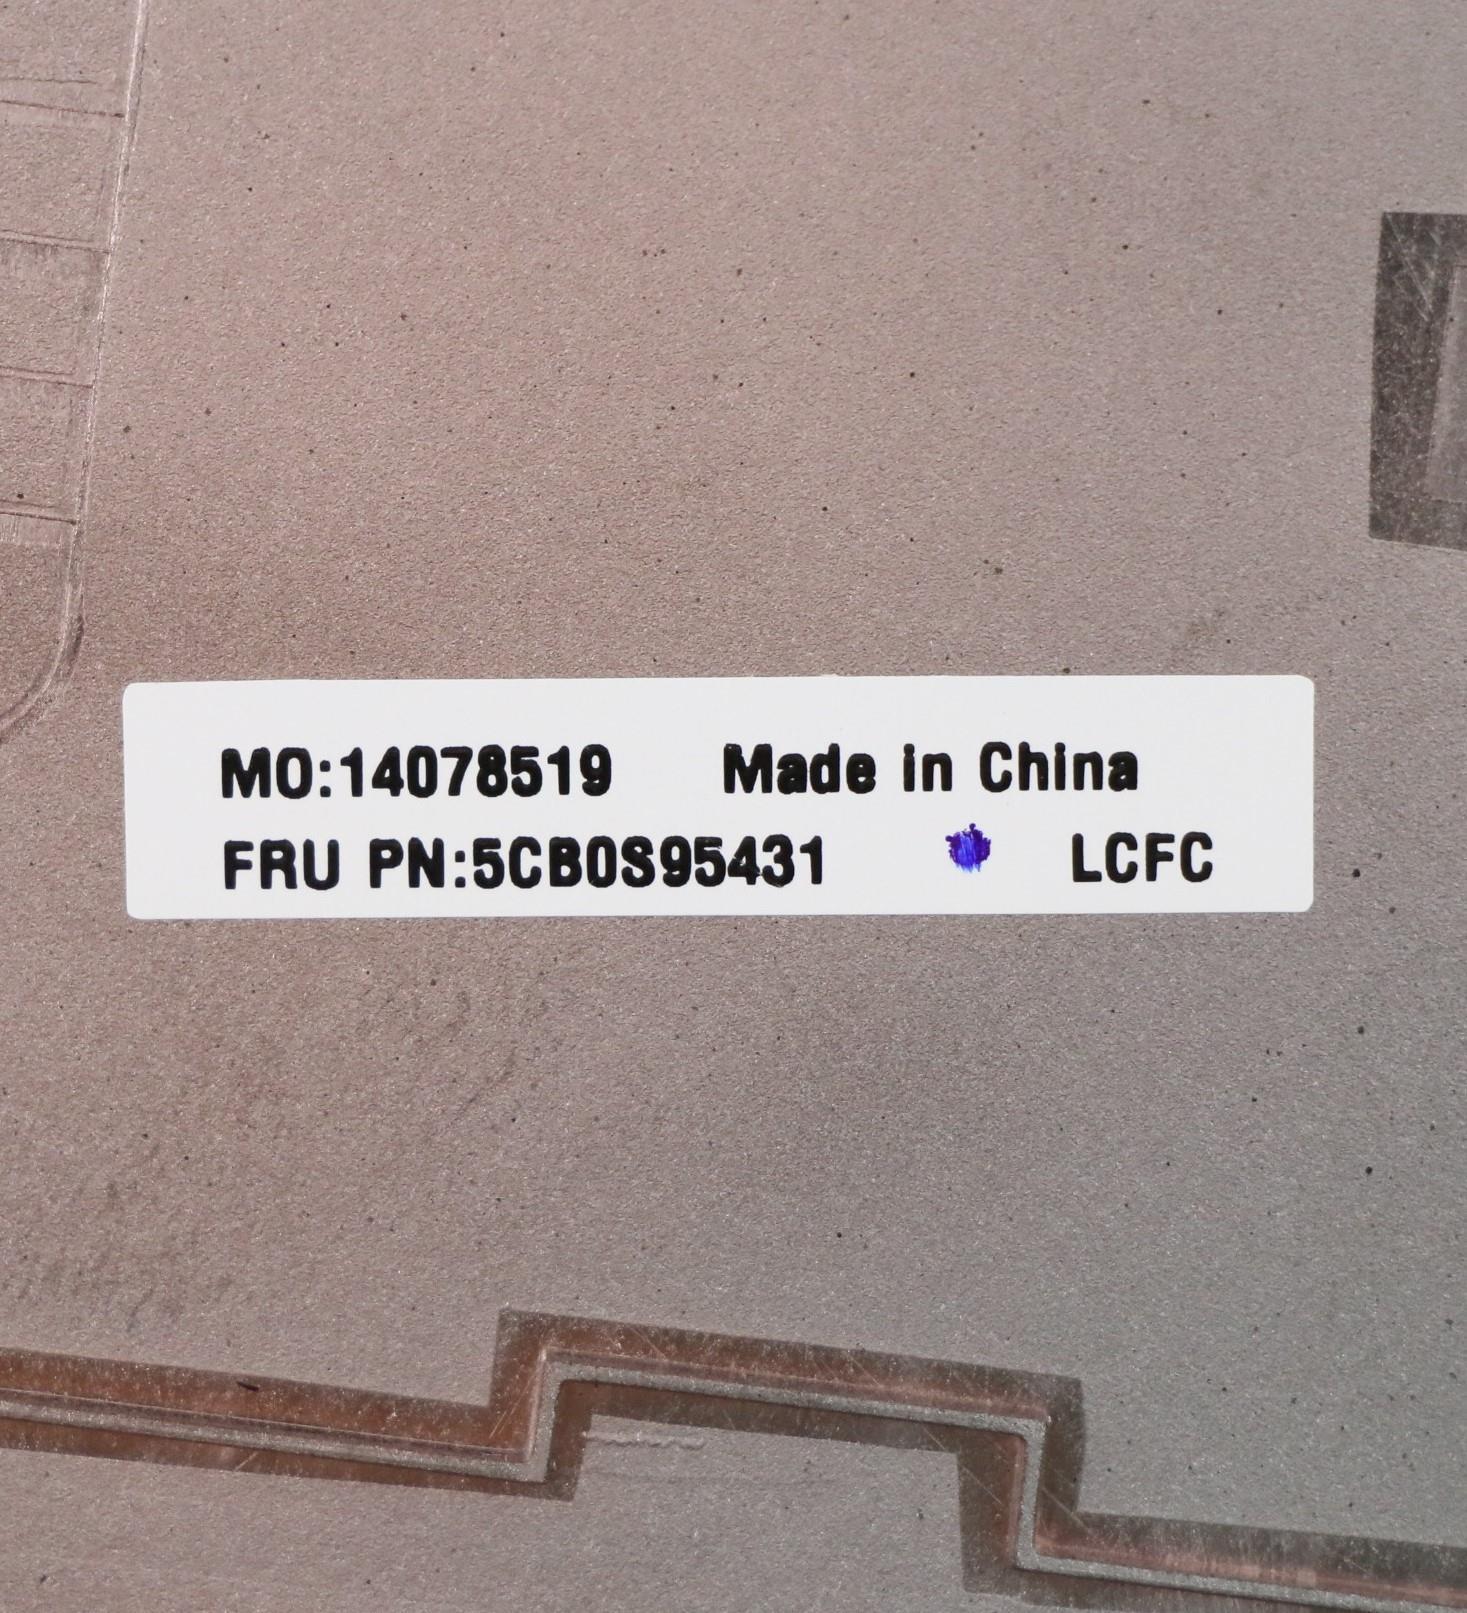 MO:14078519 Made in China
FRU PN:5CB0S95431 LCFC